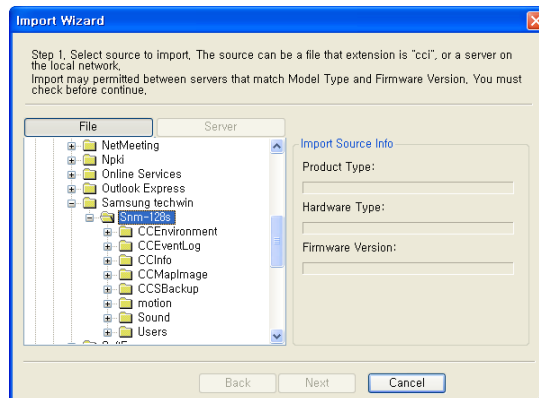 Import Wizard
Step 1, Select source to import, The source can be a file that extension is "cci", or a server on
the local network,
Import may permitted between servers that match Model Type and Firmware Version, You must
check before continue,
File
Server
NetMeeting
Npki
Online Services
Outlook Express
Samsung techwin
Snm-128s
CCEnvironment
CCEventLog
CCInfo
CCMapImage
CCSBackup
motion
Sound
Users
Import Source Info
Product Type:
Hardware Type:
Firmware Version:
Back
Next
Cancel